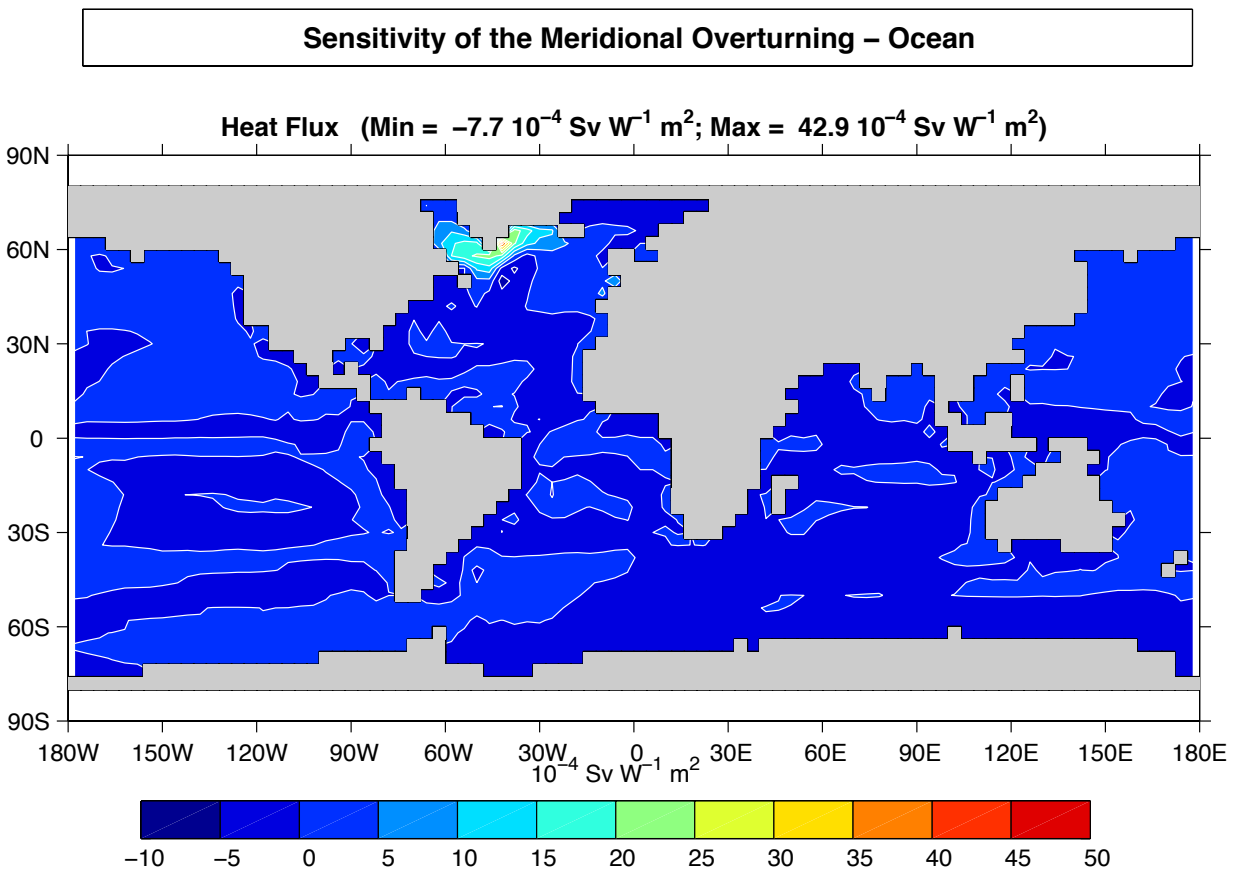 Sensitivity of the Meridional Overturning – Ocean
Heat Flux (Min = −7.7 10⁻⁴ Sv W⁻¹ m²; Max = 42.9 10⁻⁴ Sv W⁻¹ m²)
90N
60N
30N
0
30S
60S
90S
180W 150W 120W 90W 60W 30W 0 30E 60E 90E 120E 150E 180E
10⁻⁴ Sv W⁻¹ m²
−10 −5 0 5 10 15 20 25 30 35 40 45 50